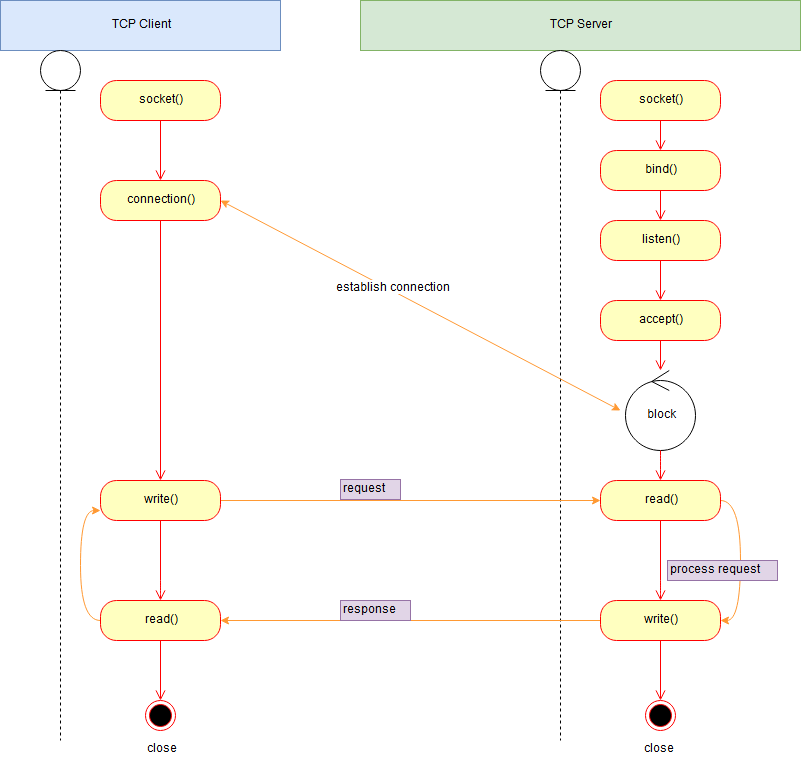 TCP Client
TCP Server
socket()
socket()
bind()
connection()
listen()
establish connection
accept()
block
write()
request
read()
process request
read()
response
write()
close
close